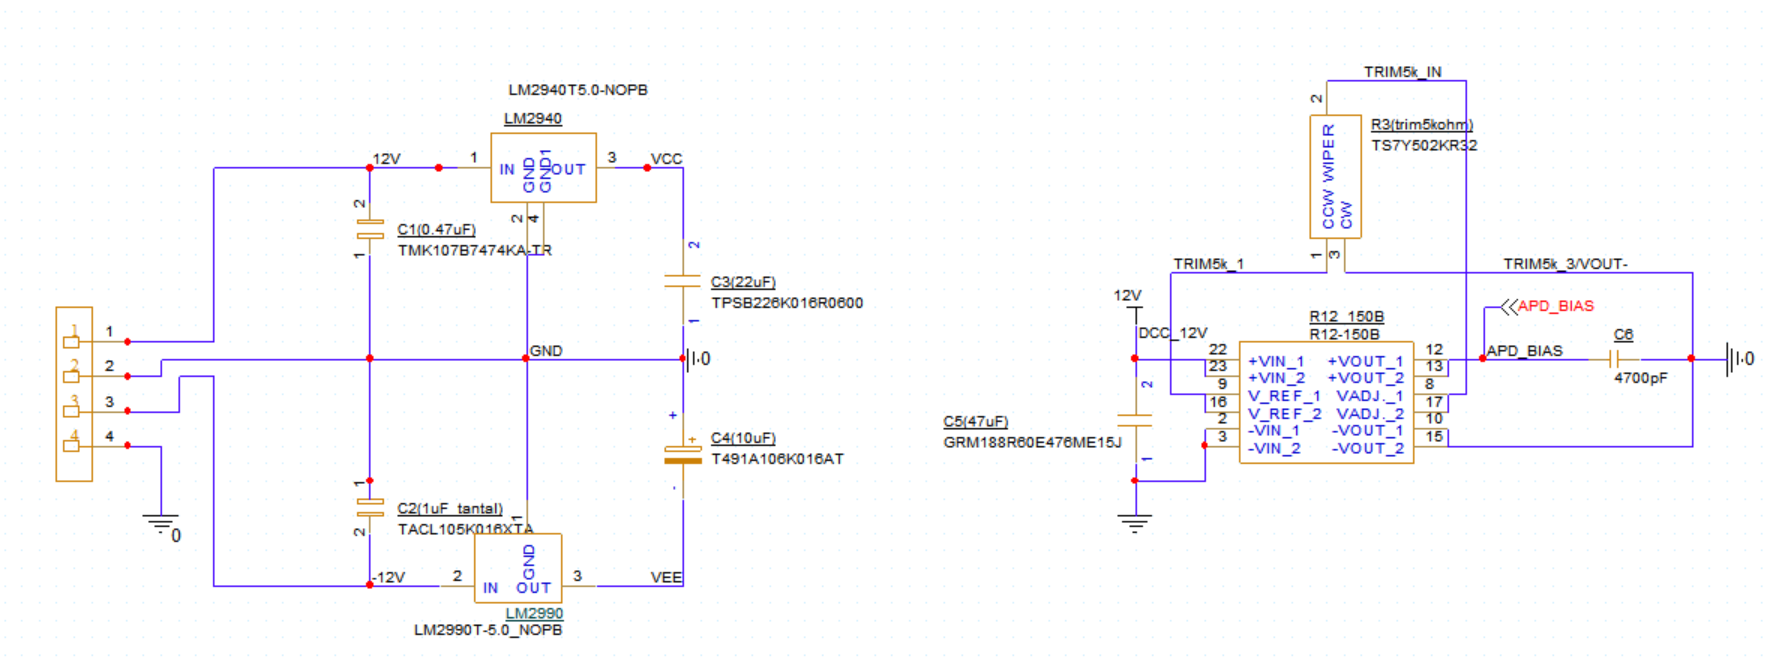 LM2940T5.0-NOPB
LM2940
12V
1
IN
GND
GND1
OUT
3
VCC
2
4
2
C1(0.47uF)
TMK107B7474KA-TR
1
2
C3(22uF)
TPSB226K016R0600
1
1
1
2
2
3
3
4
4
GND
0
0
+
+
C4(10uF)
T491A106K016AT
-
1
C2(1uF_tantal)
TACL105K016XTA
2
1
-12V
2
IN
GND
OUT
3
VEE
LM2990
LM2990T-5.0_NOPB
TRIM5k_IN
2
R3(trim5kohm)
TS7Y502KR32
CCW WIPER
CW
1
3
TRIM5k_1
TRIM5k_3/VOUT-
12V
APD_BIAS
R12_150B
R12-150B
DCC_12V
C6
22
+VIN_1
+VOUT_1
12
APD_BIAS
0
23
+VIN_2
+VOUT_2
13
4700pF
9
V_REF_1
VADJ._1
8
2
16
V_REF_2
VADJ._2
17
C5(47uF)
2
-VIN_1
-VOUT_1
10
GRM188R60E476ME15J
3
-VIN_2
-VOUT_2
15
1